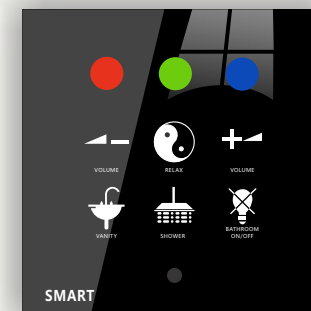 VOLUME RELAX VOLUME
VANITY SHOWER BATHROOM
ON/OFF
SMART